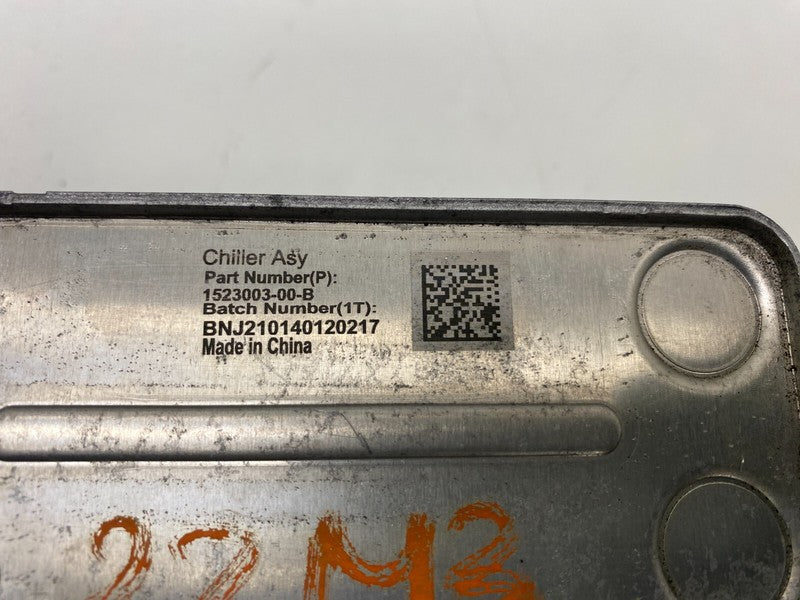 Chiller Asy
Part Number(P):
1523003-00-B
Batch Number(1T):
BNJ210140120217
Made in China
22 M3